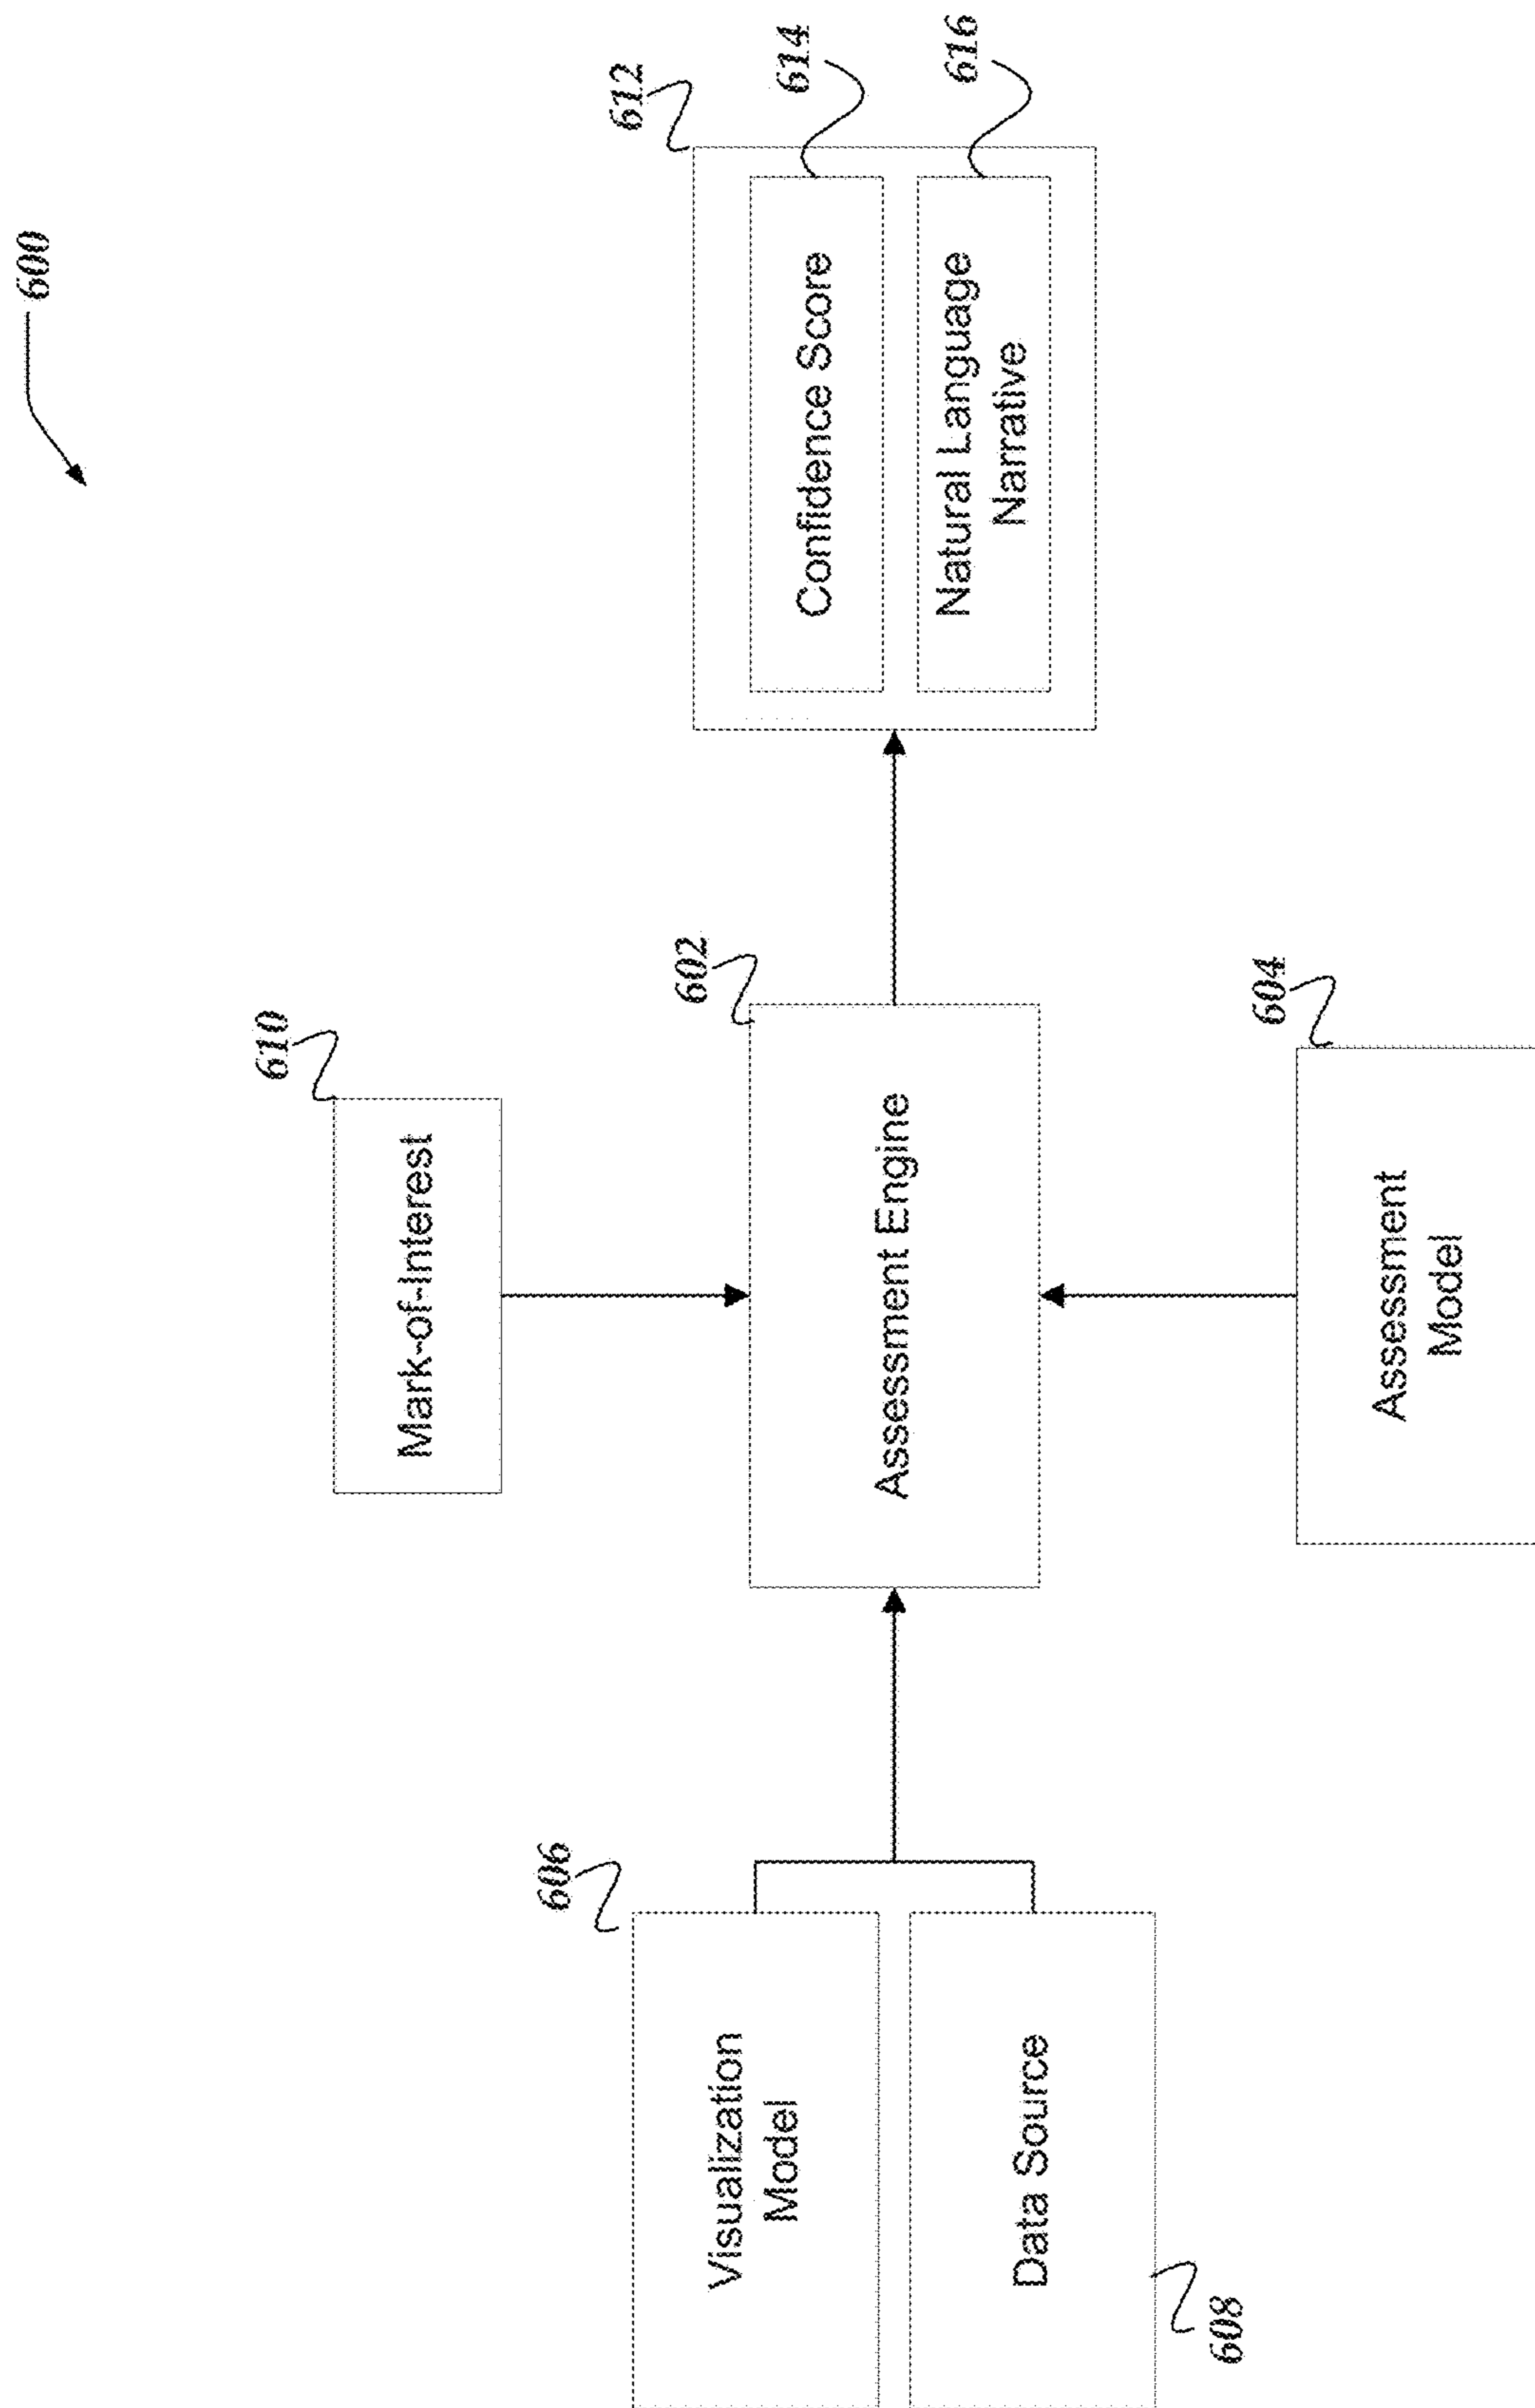 600
610
Mark-of-Interest
606
Visualization
Model
Data Source
608
602
Assessment Engine
604
Assessment
Model
612
614
Confidence Score
616
Natural Language
Narrative